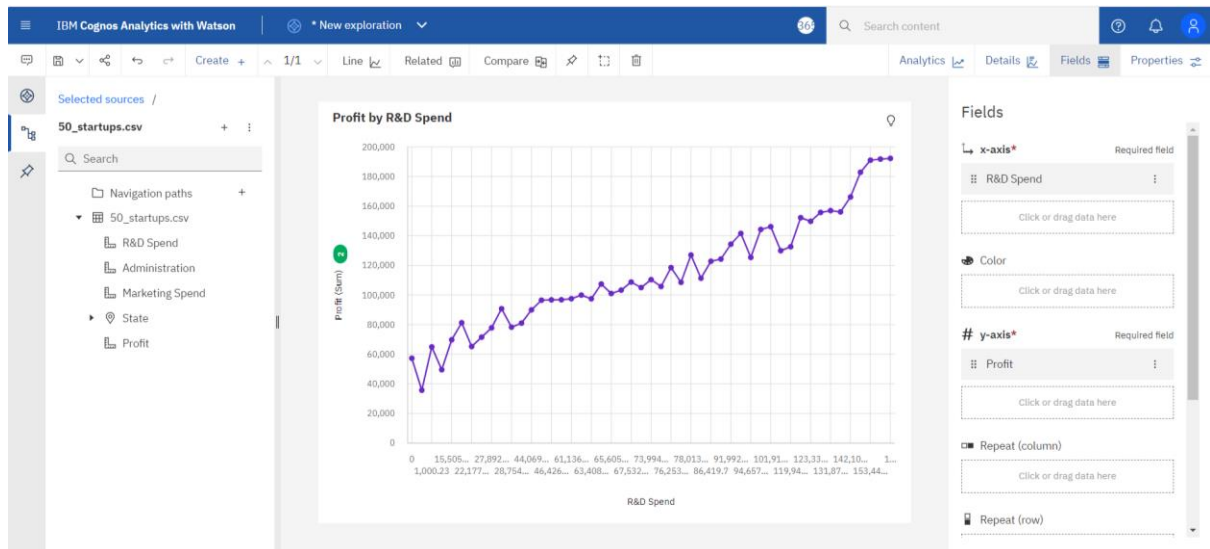 IBM Cognos Analytics with Watson
* New exploration
Search content
Create +
1/1
Line
Related
Compare
Analytics
Details
Fields
Properties
Selected sources /
50_startups.csv
Search
Navigation paths
50_startups.csv
R&D Spend
Administration
Marketing Spend
State
Profit
Profit by R&D Spend
Profit (Sum)
200,000
180,000
160,000
140,000
120,000
100,000
80,000
60,000
40,000
20,000
0
0 15,505... 27,892... 44,069... 61,136... 65,605... 73,994... 78,013... 91,992... 101,91... 123,33... 142,10... 1...
1,000.23 22,177... 28,754... 46,426... 63,408... 67,532... 76,253... 86,419.7 94,657... 119,94... 131,87... 153,44...
R&D Spend
Fields
x-axis* Required field
R&D Spend
Click or drag data here
Color
Click or drag data here
# y-axis* Required field
Profit
Click or drag data here
Repeat (column)
Click or drag data here
Repeat (row)